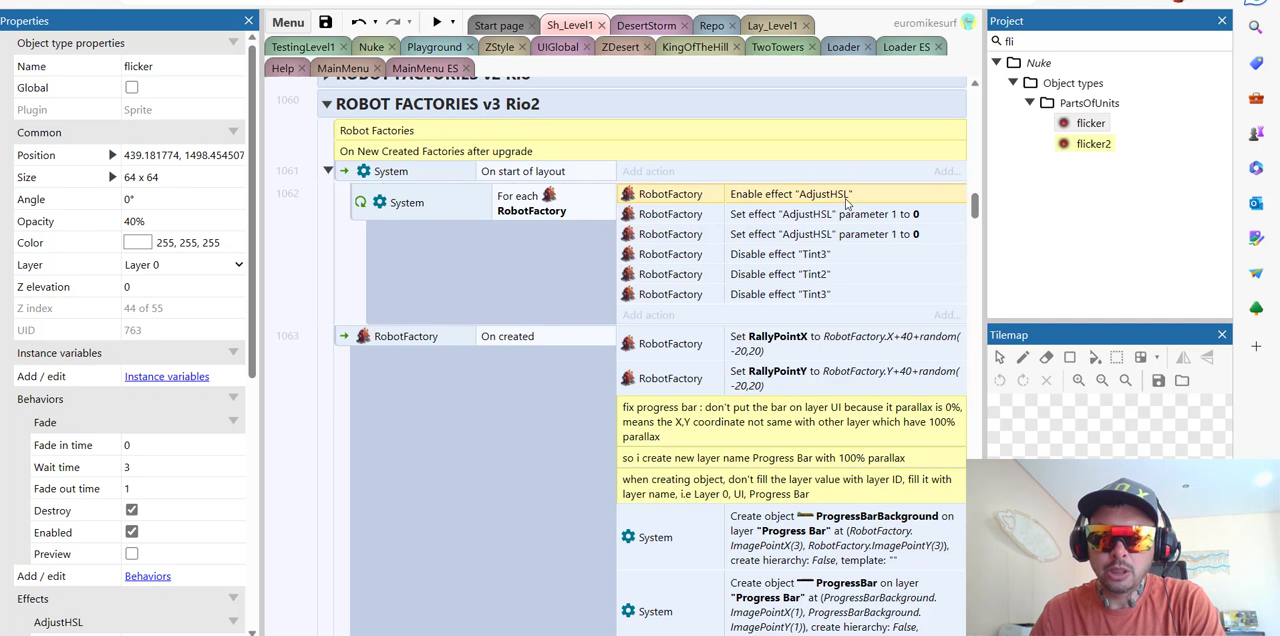 Properties
Menu
Start page
Sh_Level1
DesertStorm
Repo
Lay_Level1
euromikesurf
Project
Object type properties
TestingLevel1
Nuke
Playground
ZStyle
UIGlobal
ZDesert
KingOfTheHill
TwoTowers
Loader
Loader ES
fli
Name flicker
Help
MainMenu
MainMenu ES
Nuke
Global
Object types
Plugin Sprite
1060 ROBOT FACTORIES v3 Rio2
PartsOfUnits
Common
Robot Factories
flicker
Position 439.181774, 1498.454507
On New Created Factories after upgrade
flicker2
Size 64 x 64
1061 System On start of layout Add action Add...
Angle 0°
1062 System For each RobotFactory
RobotFactory Enable effect "AdjustHSL"
Opacity 40%
RobotFactory Set effect "AdjustHSL" parameter 1 to 0
Color 255, 255, 255
RobotFactory Set effect "AdjustHSL" parameter 1 to 0
Layer Layer 0
RobotFactory Disable effect "Tint3"
Z elevation 0
RobotFactory Disable effect "Tint2"
Z index 44 of 55
RobotFactory Disable effect "Tint3"
UID 763
Add action Add...
Tilemap
Instance variables
1063 RobotFactory On created
RobotFactory Set RallyPointX to RobotFactory.X+40+random(
-20,20)
Add / edit Instance variables
RobotFactory Set RallyPointY to RobotFactory.Y+40+random(
-20,20)
Behaviors
Fade
fix progress bar : don't put the bar on layer UI because it parallax is 0%,
means the X,Y coordinate not same with other layer which have 100%
parallax
Fade in time 0
so i create new layer name Progress Bar with 100% parallax
Wait time 3
when creating object, don't fill the layer value with layer ID, fill it with
layer name, i.e Layer 0, UI, Progress Bar
Fade out time 1
Destroy
Enabled
Preview
System Create object ProgressBarBackground on
layer "Progress Bar" at (RobotFactory.
ImagePointX(3), RobotFactory.ImagePointY(3)),
create hierarchy: False, template: ""
Add / edit Behaviors
Effects
System Create object ProgressBar on layer
"Progress Bar" at (ProgressBarBackground.
ImagePointX(1), ProgressBarBackground.
ImagePointY(1)), create hierarchy: False,
AdjustHSL